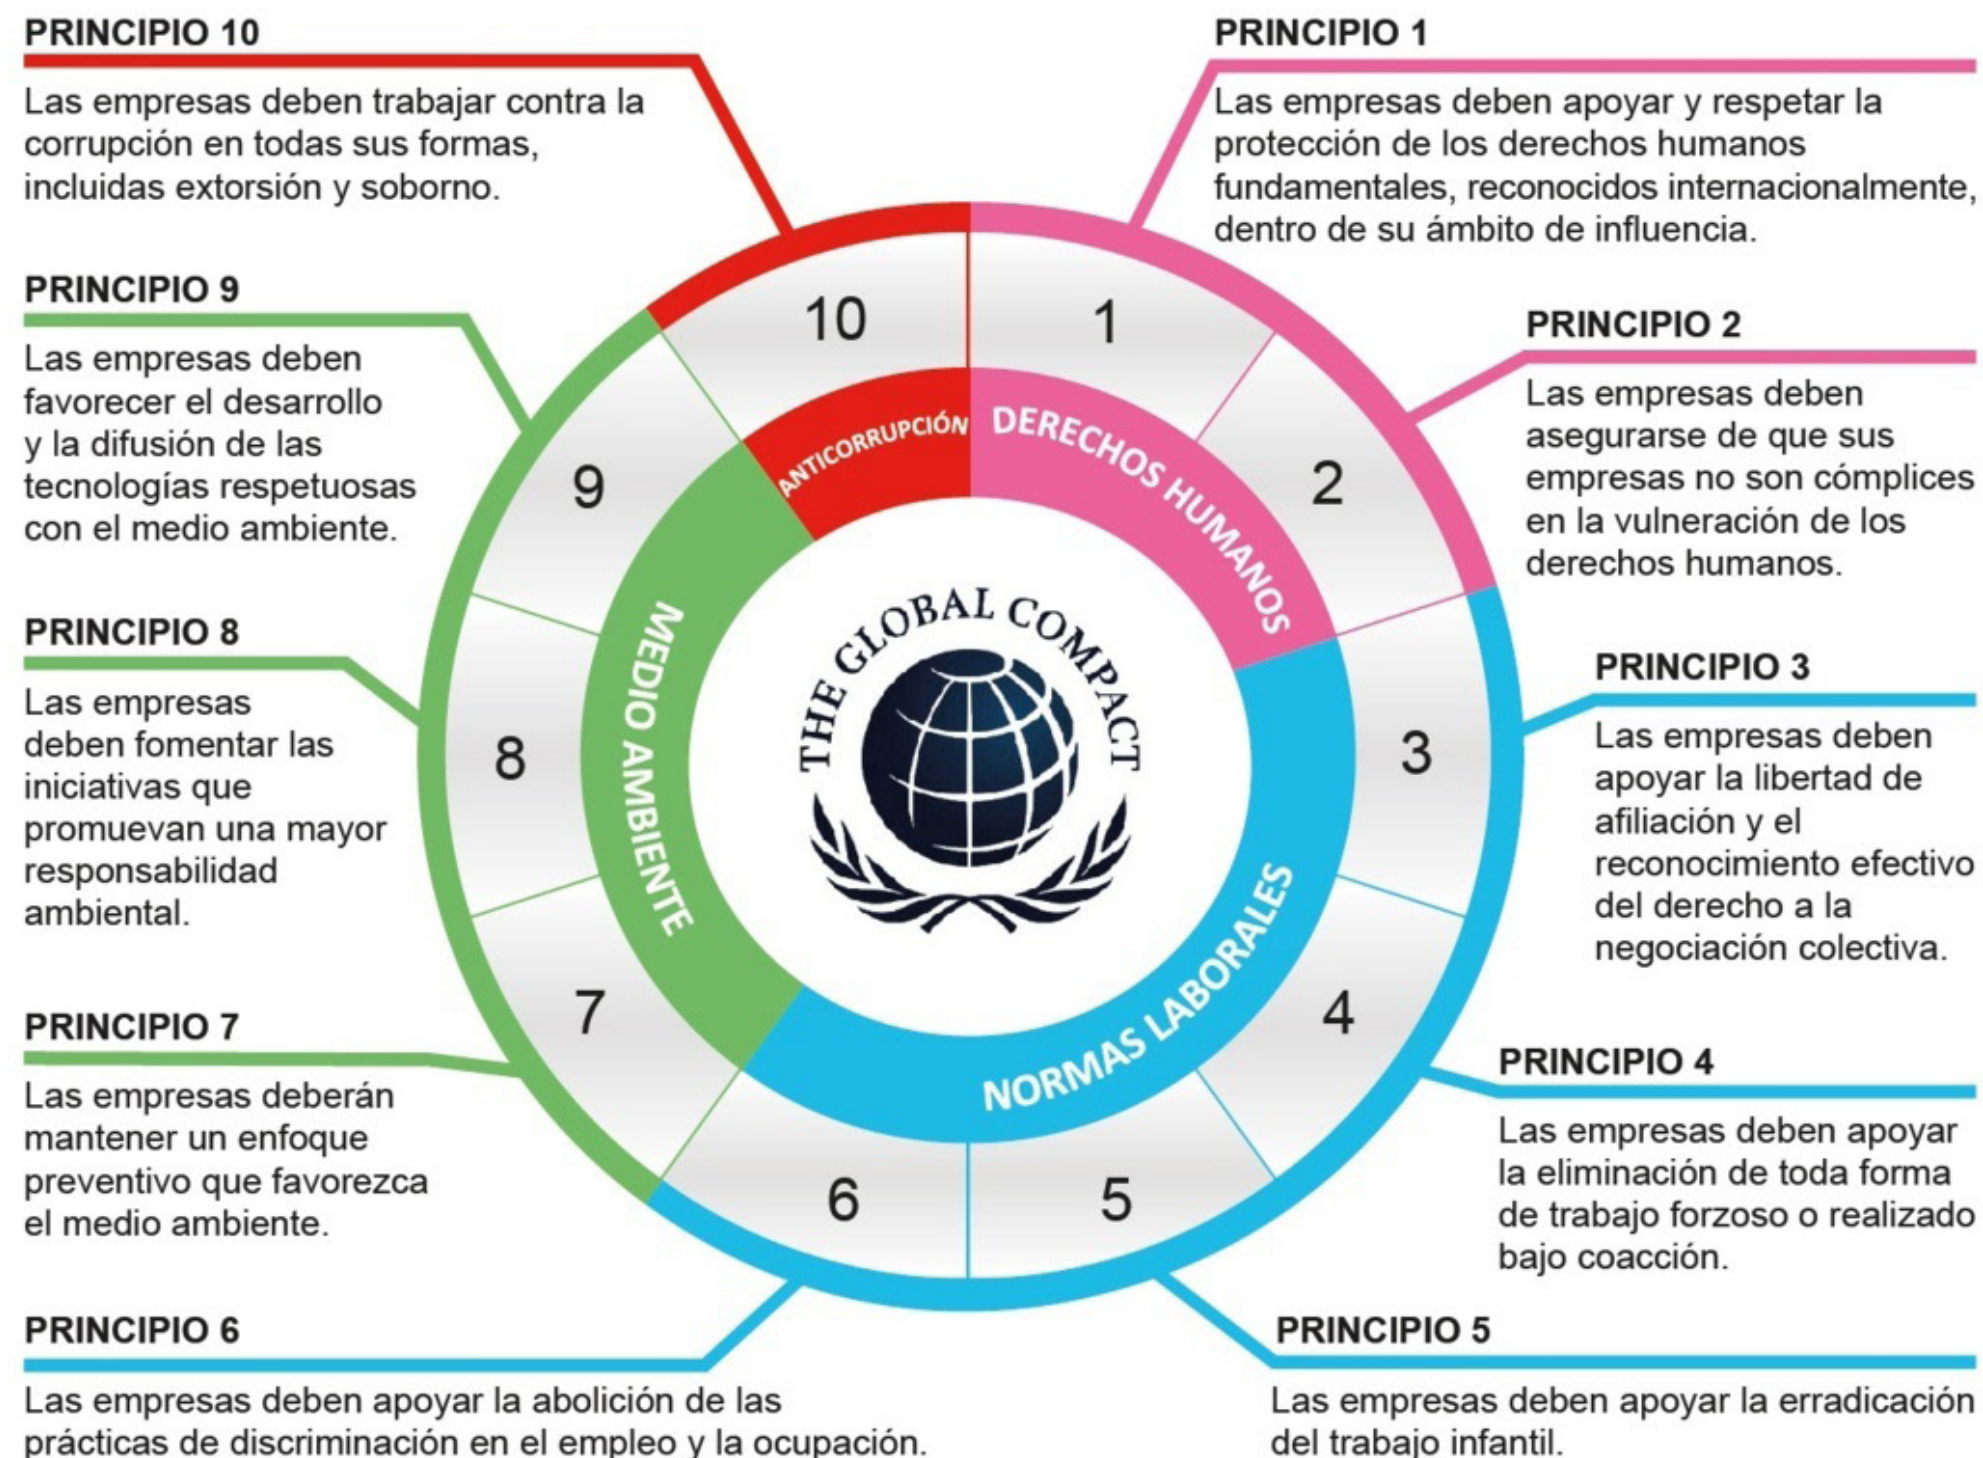 PRINCIPIO 10
Las empresas deben trabajar contra la
corrupción en todas sus formas,
incluidas extorsión y soborno.
PRINCIPIO 1
Las empresas deben apoyar y respetar la
protección de los derechos humanos
fundamentales, reconocidos internacionalmente,
dentro de su ámbito de influencia.
PRINCIPIO 9
Las empresas deben
favorecer el desarrollo
y la difusión de las
tecnologías respetuosas
con el medio ambiente.
PRINCIPIO 2
Las empresas deben
asegurarse de que sus
empresas no son cómplices
en la vulneración de los
derechos humanos.
PRINCIPIO 8
Las empresas
deben fomentar las
iniciativas que
promuevan una mayor
responsabilidad
ambiental.
PRINCIPIO 3
Las empresas deben
apoyar la libertad de
afiliación y el
reconocimiento efectivo
del derecho a la
negociación colectiva.
PRINCIPIO 7
Las empresas deberán
mantener un enfoque
preventivo que favorezca
el medio ambiente.
PRINCIPIO 4
Las empresas deben apoyar
la eliminación de toda forma
de trabajo forzoso o realizado
bajo coacción.
PRINCIPIO 6
Las empresas deben apoyar la abolición de las
prácticas de discriminación en el empleo y la ocupación.
PRINCIPIO 5
Las empresas deben apoyar la erradicación
del trabajo infantil.
10
1
2
3
4
5
6
7
8
9
ANTICORRUPCIÓN
DERECHOS HUMANOS
NORMAS LABORALES
MEDIO AMBIENTE
THE GLOBAL COMPACT